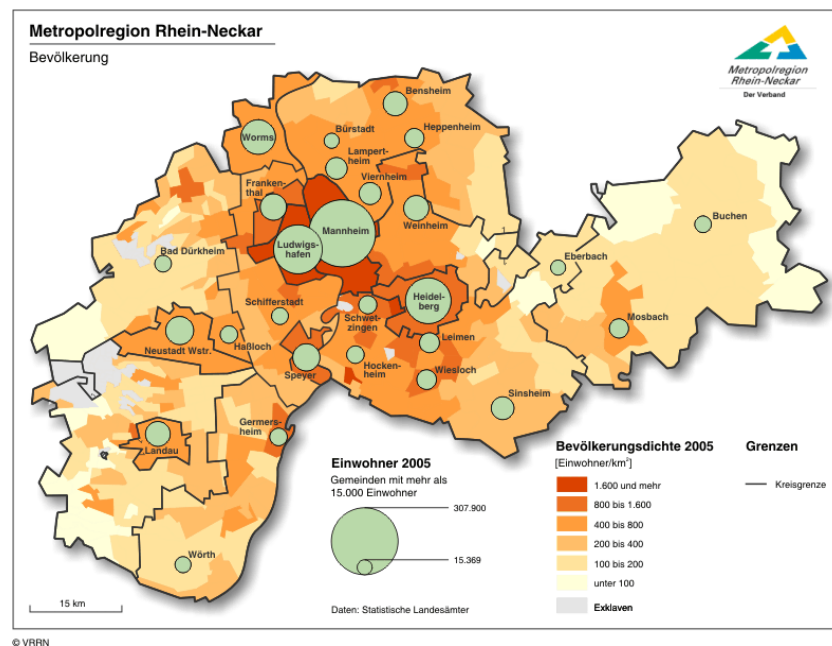 Metropolregion Rhein-Neckar
Bevölkerung
Metropolregion
Rhein-Neckar
Der Verband
Bensheim
Bürstadt
Heppenheim
Worms
Lampert-
heim
Viernheim
Franken-
thal
Weinheim
Mannheim
Buchen
Ludwigs-
hafen
Bad Dürkheim
Eberbach
Heidel-
berg
Schifferstadt
Schwet-
zingen
Mosbach
Leimen
Neustadt Wstr.
Haßloch
Speyer
Hocken-
heim
Wiesloch
Sinsheim
Germers-
heim
Landau
Wörth
15 km
Einwohner 2005
Gemeinden mit mehr als
15.000 Einwohner
307.900
15.369
Daten: Statistische Landesämter
Bevölkerungsdichte 2005
[Einwohner/km²]
1.600 und mehr
800 bis 1.600
400 bis 800
200 bis 400
100 bis 200
unter 100
Exklaven
Grenzen
Kreisgrenze
© VRRN